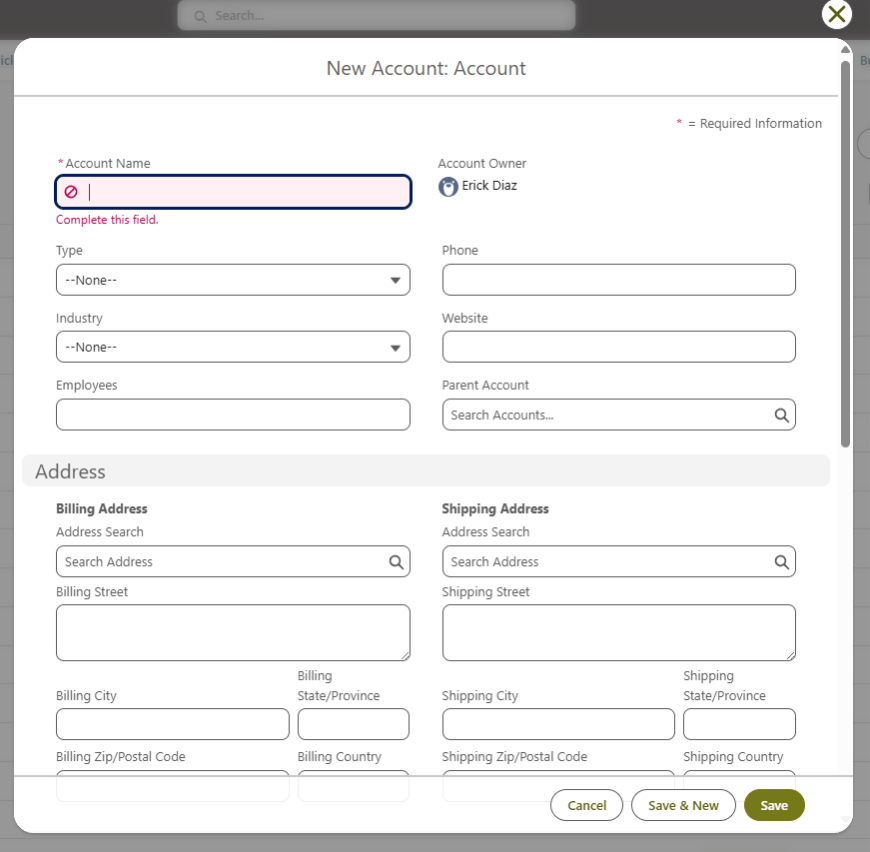 Search...
New Account: Account
* = Required Information
*Account Name
Account Owner
Erick Diaz
Complete this field.
Type
Phone
--None--
Industry
Website
--None--
Employees
Parent Account
Search Accounts...
Address
Billing Address
Shipping Address
Address Search
Address Search
Search Address
Search Address
Billing Street
Shipping Street
Billing City
Billing
State/Province
Shipping City
Shipping
State/Province
Billing Zip/Postal Code
Billing Country
Shipping Zip/Postal Code
Shipping Country
Cancel
Save & New
Save